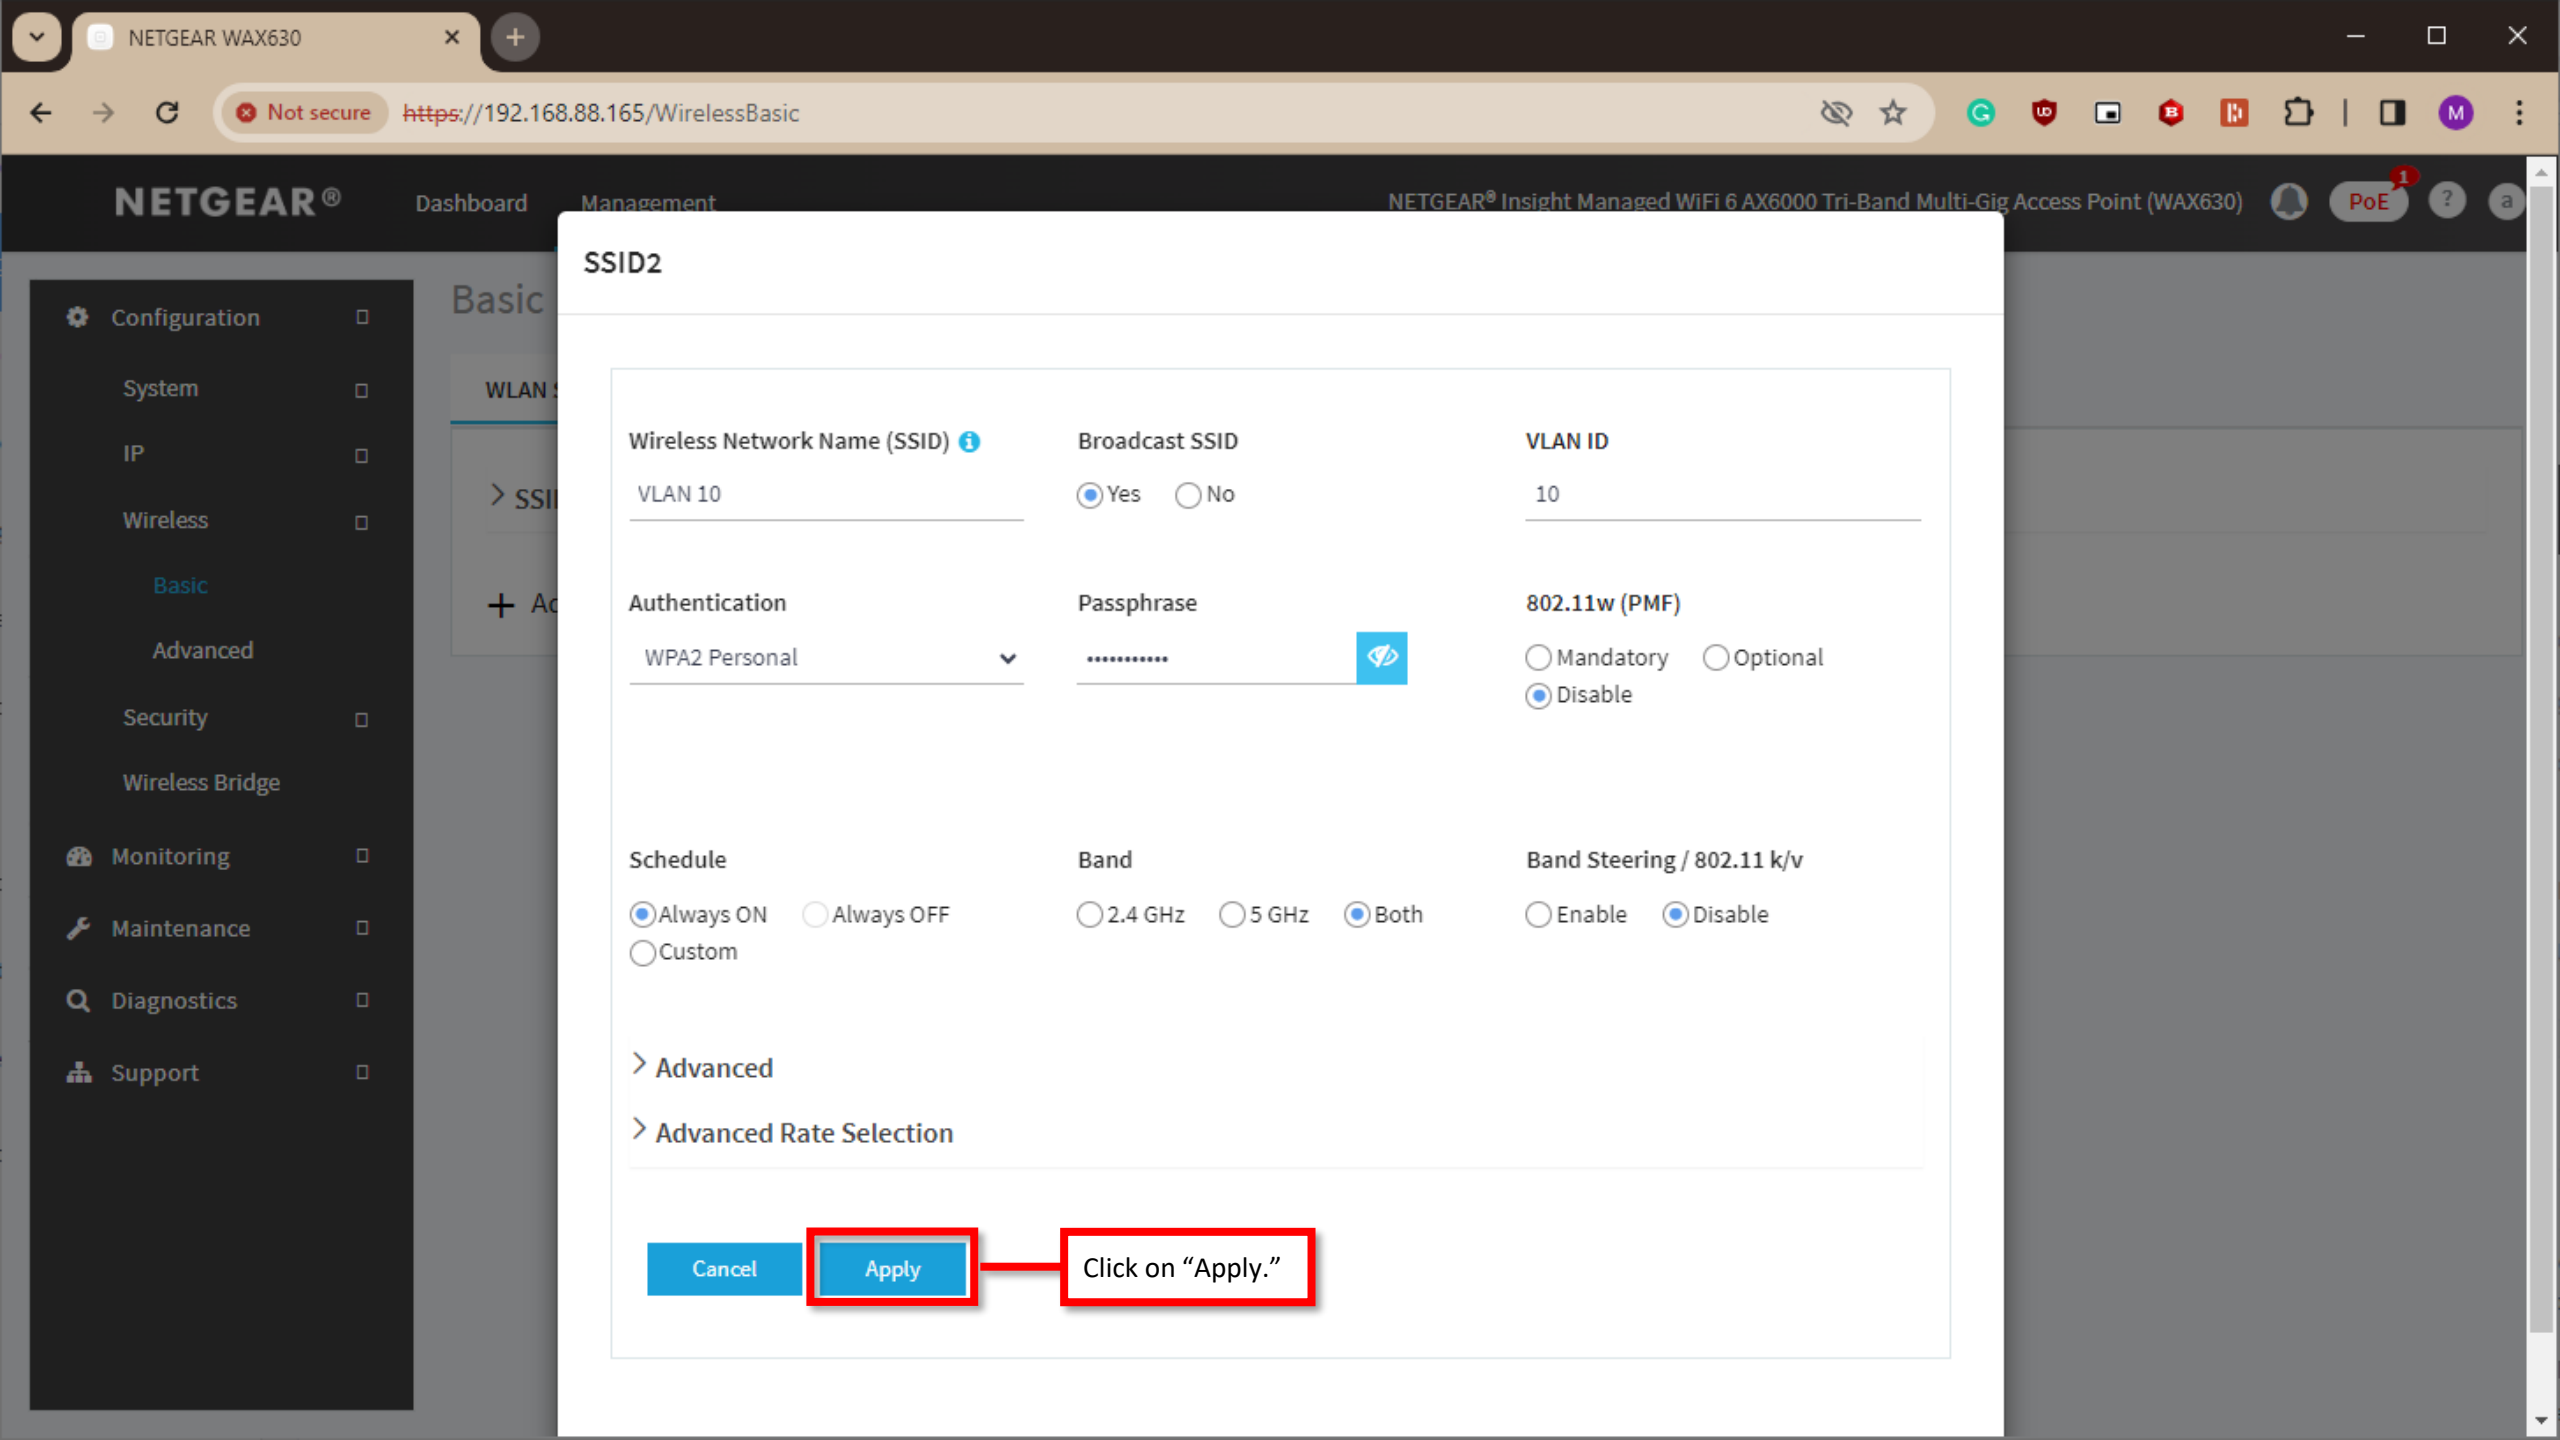 NETGEAR WAX630
Not secure https://192.168.88.165/WirelessBasic
M
NETGEAR® Dashboard Management NETGEAR® Insight Managed WiFi 6 AX6000 Tri-Band Multi-Gig Access Point (WAX630) PoE 1 ? a
SSID2
Basic
Configuration
System
IP
Wireless
Basic
Advanced
Security
Wireless Bridge
Monitoring
Maintenance
Diagnostics
Support
WLAN
Wireless Network Name (SSID) Broadcast SSID VLAN ID
VLAN 10 Yes No 10
Authentication Passphrase 802.11w (PMF)
WPA2 Personal ••••••••••• Mandatory Optional
Disable
Schedule Band Band Steering / 802.11 k/v
Always ON Always OFF 2.4 GHz 5 GHz Both Enable Disable
Custom
Advanced
Advanced Rate Selection
Cancel Apply Click on “Apply.”